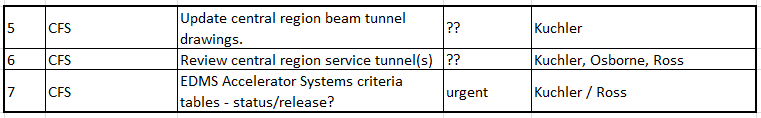 5 CFS Update central region beam tunnel drawings. ?? Kuchler
6 CFS Review central region service tunnel(s) ?? Kuchler, Osborne, Ross
7 CFS EDMS Accelerator Systems criteria tables - status/release? urgent Kuchler / Ross